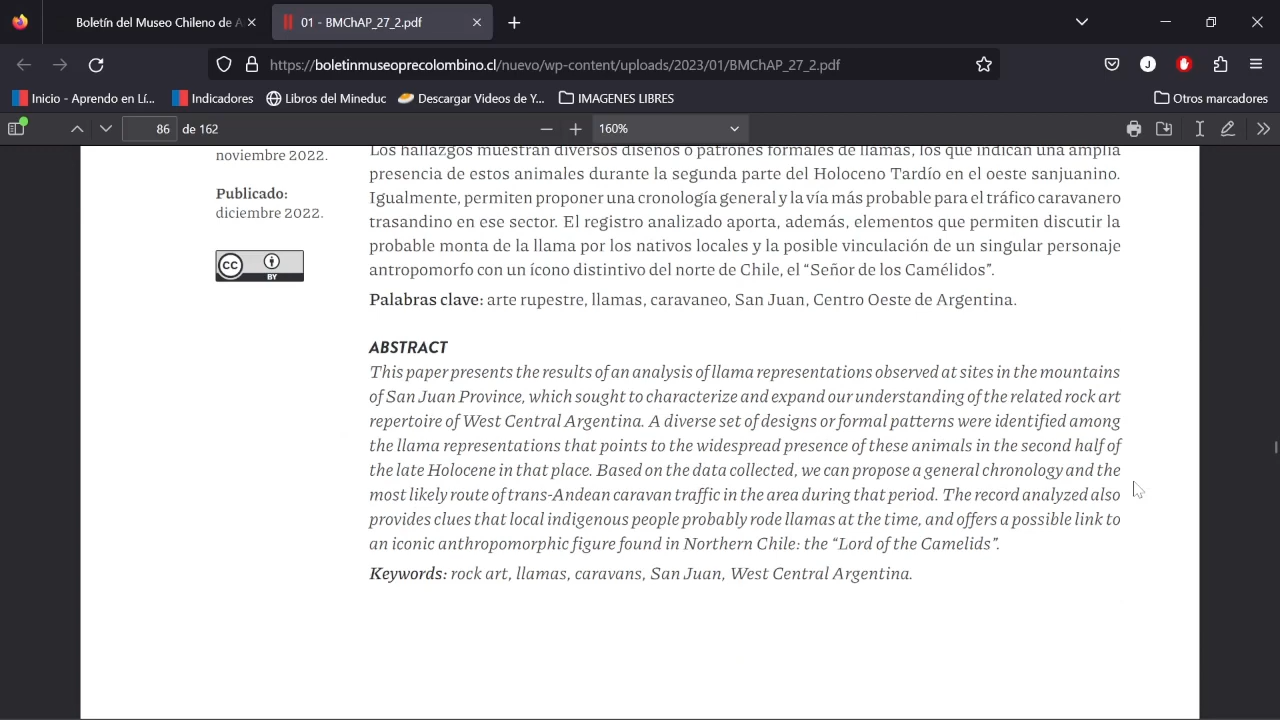 Boletín del Museo Chileno de A
01 - BMChAP_27_2.pdf
https://boletinmuseoprecolombino.cl/nuevo/wp-content/uploads/2023/01/BMChAP_27_2.pdf
J
Inicio - Aprendo en Lí... Indicadores Libros del Mineduc Descargar Videos de Y... IMAGENES LIBRES Otros marcadores
86 de 162 160%
noviembre 2022.
Publicado:
diciembre 2022.
CC BY
Los hallazgos muestran diversos diseños o patrones formales de llamas, los que indican una amplia
presencia de estos animales durante la segunda parte del Holoceno Tardío en el oeste sanjuanino.
Igualmente, permiten proponer una cronología general y la vía más probable para el tráfico caravanero
trasandino en ese sector. El registro analizado aporta, además, elementos que permiten discutir la
probable monta de la llama por los nativos locales y la posible vinculación de un singular personaje
antropomorfo con un ícono distintivo del norte de Chile, el “Señor de los Camélidos”.
Palabras clave: arte rupestre, llamas, caravaneo, San Juan, Centro Oeste de Argentina.
ABSTRACT
This paper presents the results of an analysis of llama representations observed at sites in the mountains
of San Juan Province, which sought to characterize and expand our understanding of the related rock art
repertoire of West Central Argentina. A diverse set of designs or formal patterns were identified among
the llama representations that points to the widespread presence of these animals in the second half of
the late Holocene in that place. Based on the data collected, we can propose a general chronology and the
most likely route of trans-Andean caravan traffic in the area during that period. The record analyzed also
provides clues that local indigenous people probably rode llamas at the time, and offers a possible link to
an iconic anthropomorphic figure found in Northern Chile: the “Lord of the Camelids”.
Keywords: rock art, llamas, caravans, San Juan, West Central Argentina.